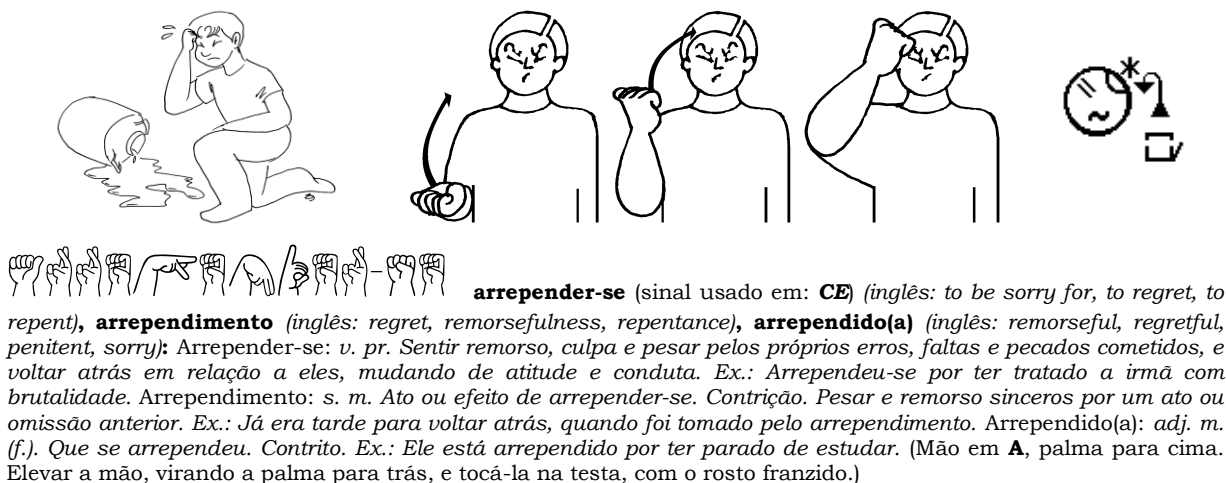 arrepender-se (sinal usado em: CE) (inglês: to be sorry for, to regret, to
repent), arrependimento (inglês: regret, remorsefulness, repentance), arrependido(a) (inglês: remorseful, regretful,
penitent, sorry): Arrepender-se: v. pr. Sentir remorso, culpa e pesar pelos próprios erros, faltas e pecados cometidos, e
voltar atrás em relação a eles, mudando de atitude e conduta. Ex.: Arrependeu-se por ter tratado a irmã com
brutalidade. Arrependimento: s. m. Ato ou efeito de arrepender-se. Contrição. Pesar e remorso sinceros por um ato ou
omissão anterior. Ex.: Já era tarde para voltar atrás, quando foi tomado pelo arrependimento. Arrependido(a): adj. m.
(f.). Que se arrependeu. Contrito. Ex.: Ele está arrependido por ter parado de estudar. (Mão em A, palma para cima.
Elevar a mão, virando a palma para trás, e tocá-la na testa, com o rosto franzido.)